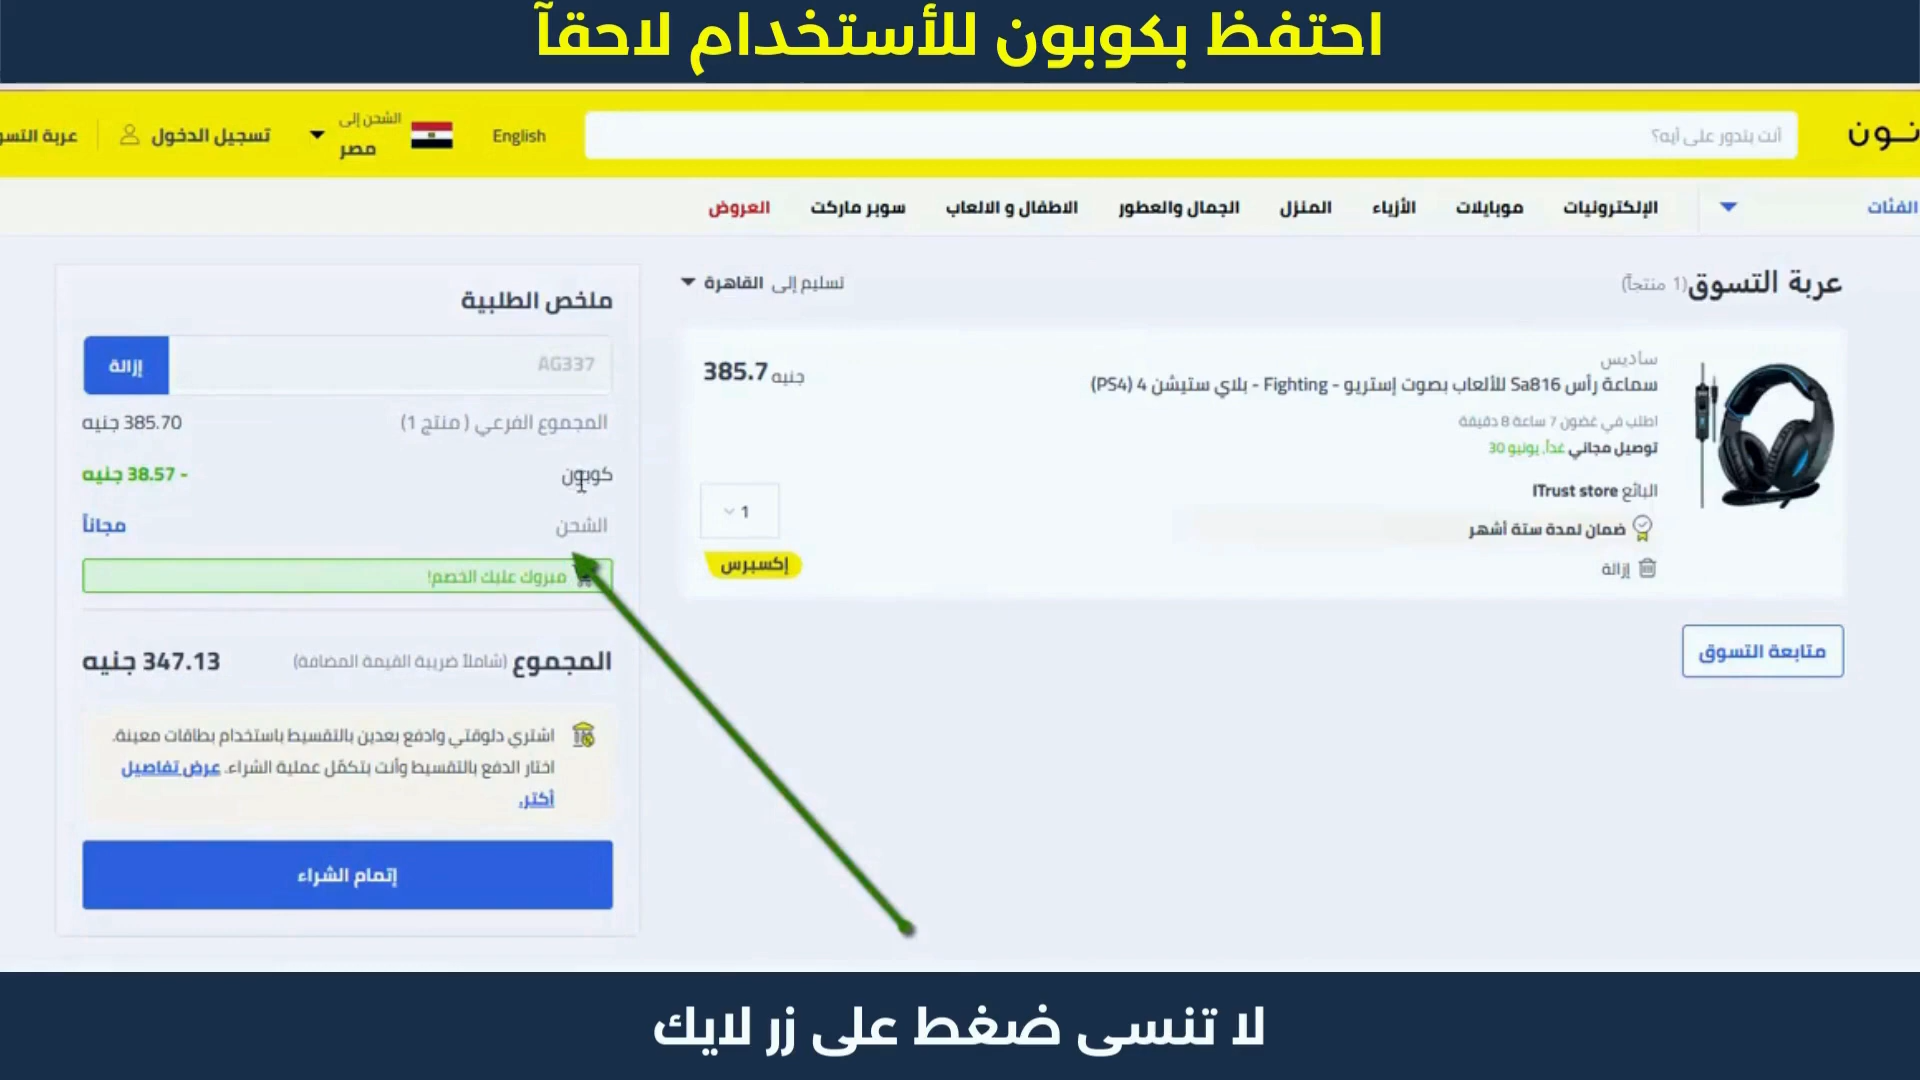 احتفظ بكوبون للأستخدام لاحقآ
نـون
أنت بتدور على أيه؟
English
الشحن إلى
مصر
تسجيل الدخول
عربة التسو
الفئات
الإلكترونيات
موبايلات
الأزياء
المنزل
الجمال والعطور
الاطفال و الالعاب
سوبر ماركت
العروض
عربة التسوق (1 منتجاً)
تسليم إلى القاهرة
ساديس
سماعة رأس Sa816 للألعاب بصوت إستريو - Fighting - بلاي ستيشن 4 (PS4)
جنيه 385.7
اطلب في غضون 7 ساعة 8 دقيقة
توصيل مجاني غداً, يونيو 30
البائع ITrust store
ضمان لمدة ستة أشهر
إزالة
1
إكسبرس
متابعة التسوق
ملخص الطلبية
AG337
إزالة
المجموع الفرعي ( منتج 1)
385.70 جنيه
كوبون
- 38.57 جنيه
الشحن
مجاناً
مبروك عليك الخصم!
المجموع (شاملاً ضريبة القيمة المضافة)
347.13 جنيه
اشتري دلوقتي وادفع بعدين بالتقسيط باستخدام بطاقات معينة.
اختار الدفع بالتقسيط وأنت بتكمّل عملية الشراء. عرض تفاصيل
أكتر.
إتمام الشراء
لا تنسى ضغط على زر لايك